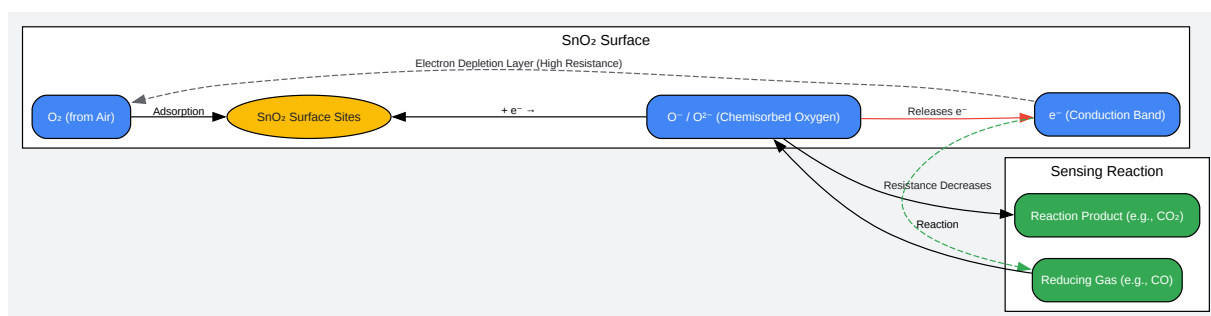 SnO₂ Surface
Electron Depletion Layer (High Resistance)
O₂ (from Air)
Adsorption
SnO₂ Surface Sites
+ e⁻ →
O⁻ / O²⁻ (Chemisorbed Oxygen)
Releases e⁻
e⁻ (Conduction Band)
Sensing Reaction
Resistance Decreases
Reaction Product (e.g., CO₂)
Reaction
Reducing Gas (e.g., CO)